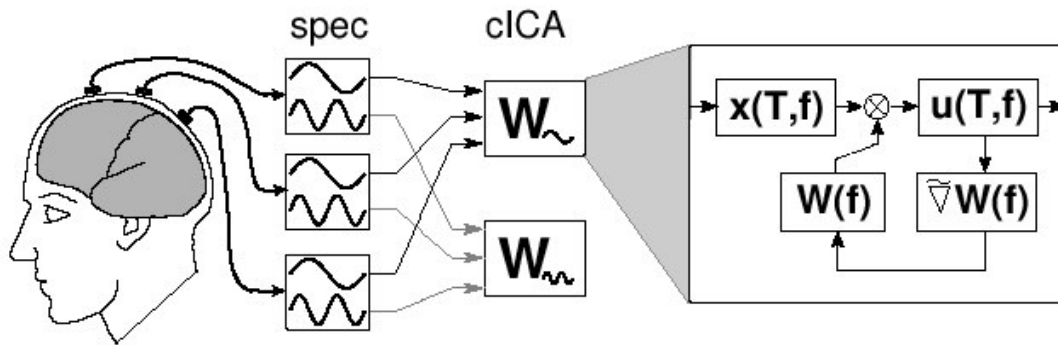 spec
cICA
W
W
x(T,f)
⊗
u(T,f)
W(f)
∇̃ W(f)